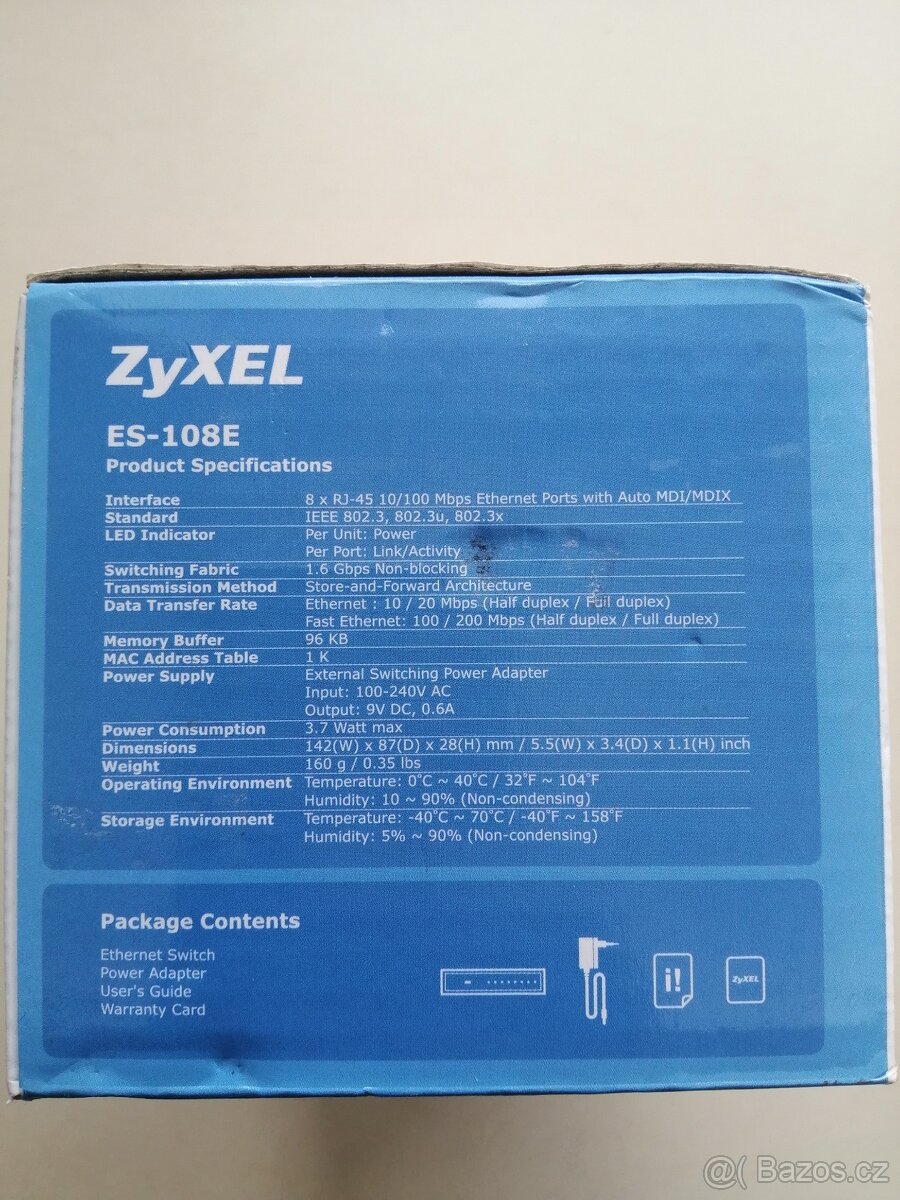 ZyXEL
ES-108E
Product Specifications
Interface 8 x RJ-45 10/100 Mbps Ethernet Ports with Auto MDI/MDIX
Standard IEEE 802.3, 802.3u, 802.3x
LED Indicator Per Unit: Power
Per Port: Link/Activity
Switching Fabric 1.6 Gbps Non-blocking
Transmission Method Store-and-Forward Architecture
Data Transfer Rate Ethernet : 10 / 20 Mbps (Half duplex / Full duplex)
Fast Ethernet: 100 / 200 Mbps (Half duplex / Full duplex)
Memory Buffer 96 KB
MAC Address Table 1 K
Power Supply External Switching Power Adapter
Input: 100-240V AC
Output: 9V DC, 0.6A
Power Consumption 3.7 Watt max
Dimensions 142(W) x 87(D) x 28(H) mm / 5.5(W) x 3.4(D) x 1.1(H) inch
Weight 160 g / 0.35 lbs
Operating Environment Temperature: 0˚C ~ 40˚C / 32˚F ~ 104˚F
Humidity: 10 ~ 90% (Non-condensing)
Storage Environment Temperature: -40˚C ~ 70˚C / -40˚F ~ 158˚F
Humidity: 5% ~ 90% (Non-condensing)
Package Contents
Ethernet Switch
Power Adapter
User's Guide
Warranty Card
i!
ZyXEL
@( Bazos.cz